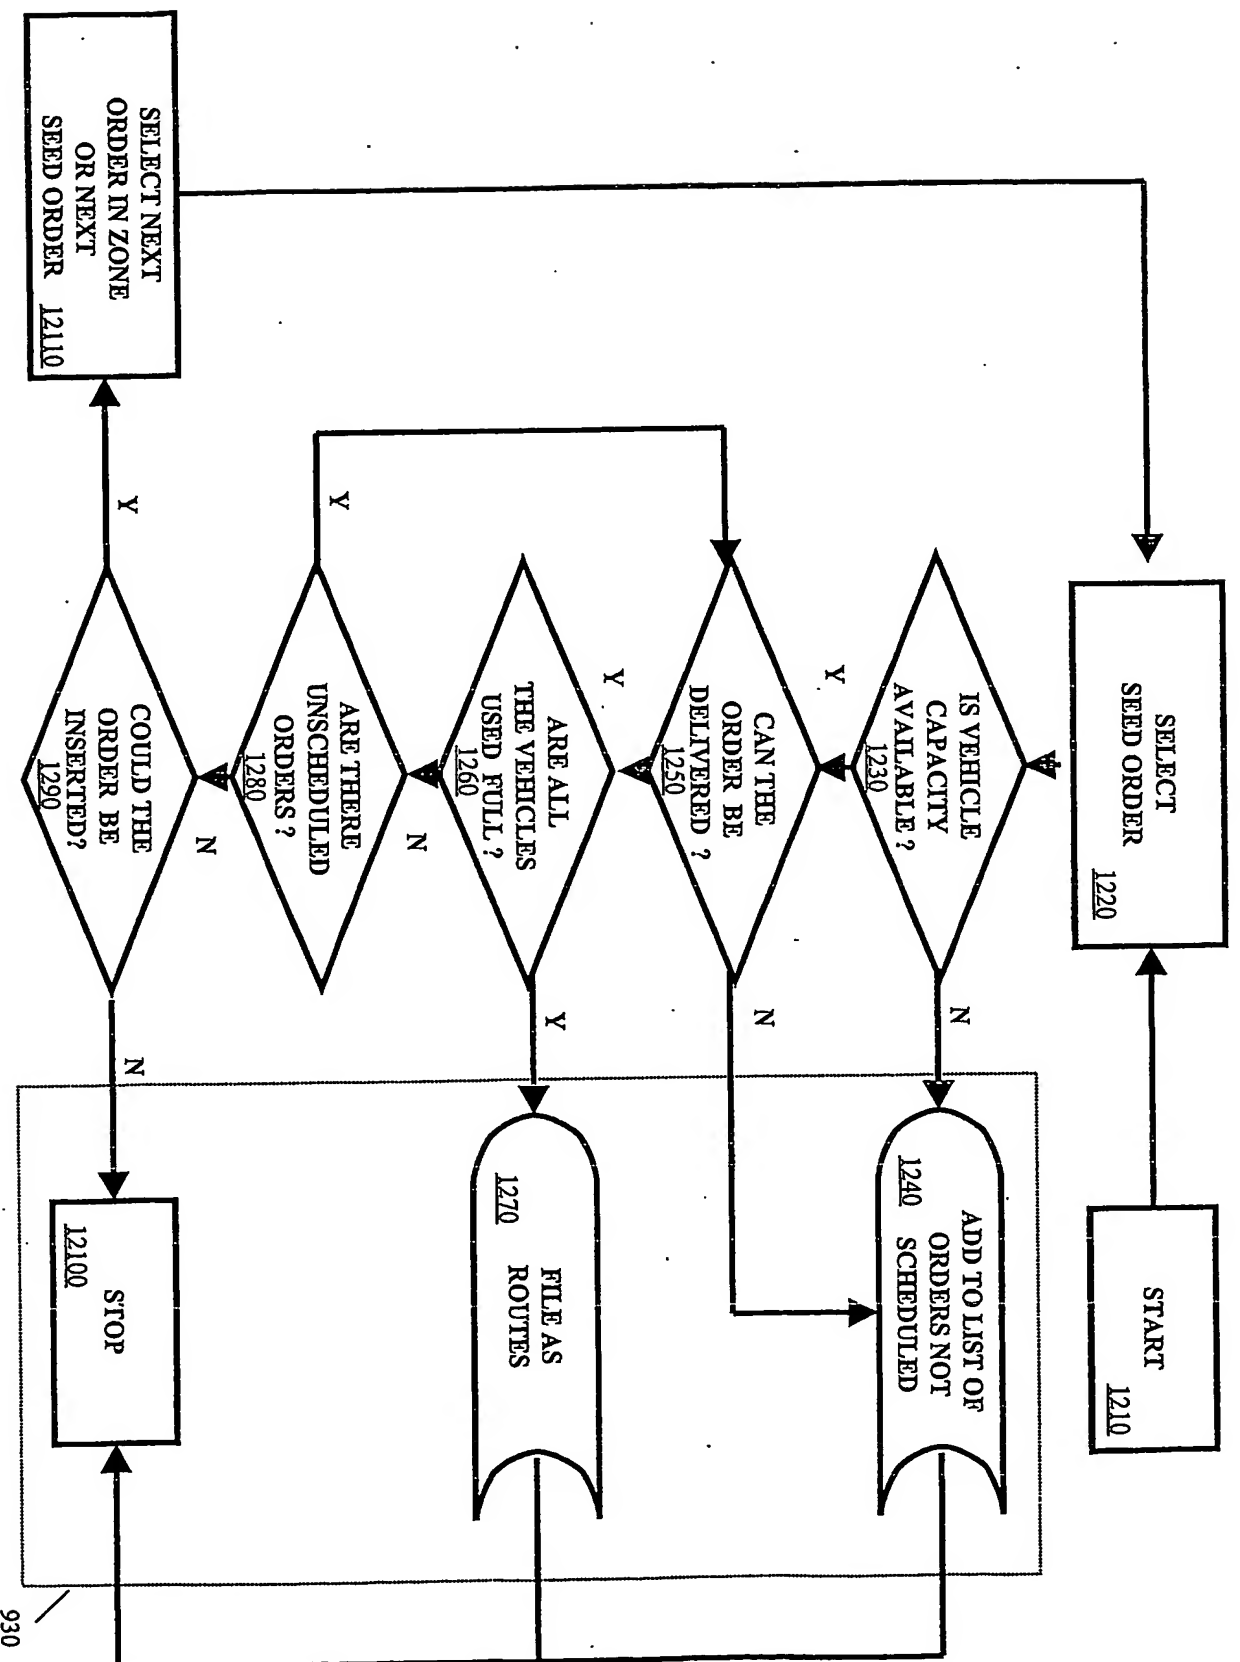 START
1210
SELECT
SEED ORDER
1220
IS VEHICLE
CAPACITY
AVAILABLE ?
1230
N
ADD TO LIST OF
ORDERS NOT
SCHEDULED
1240
Y
CAN THE
ORDER BE
DELIVERED ?
1250
N
Y
ARE ALL
THE VEHICLES
USED FULL ?
1260
Y
FILE AS
ROUTES
1270
N
ARE THERE
UNSCHEDULED
ORDERS ?
1280
Y
N
COULD THE
ORDER BE
INSERTED?
1290
N
STOP
12100
Y
SELECT NEXT
ORDER IN ZONE
OR NEXT
SEED ORDER
12110
930